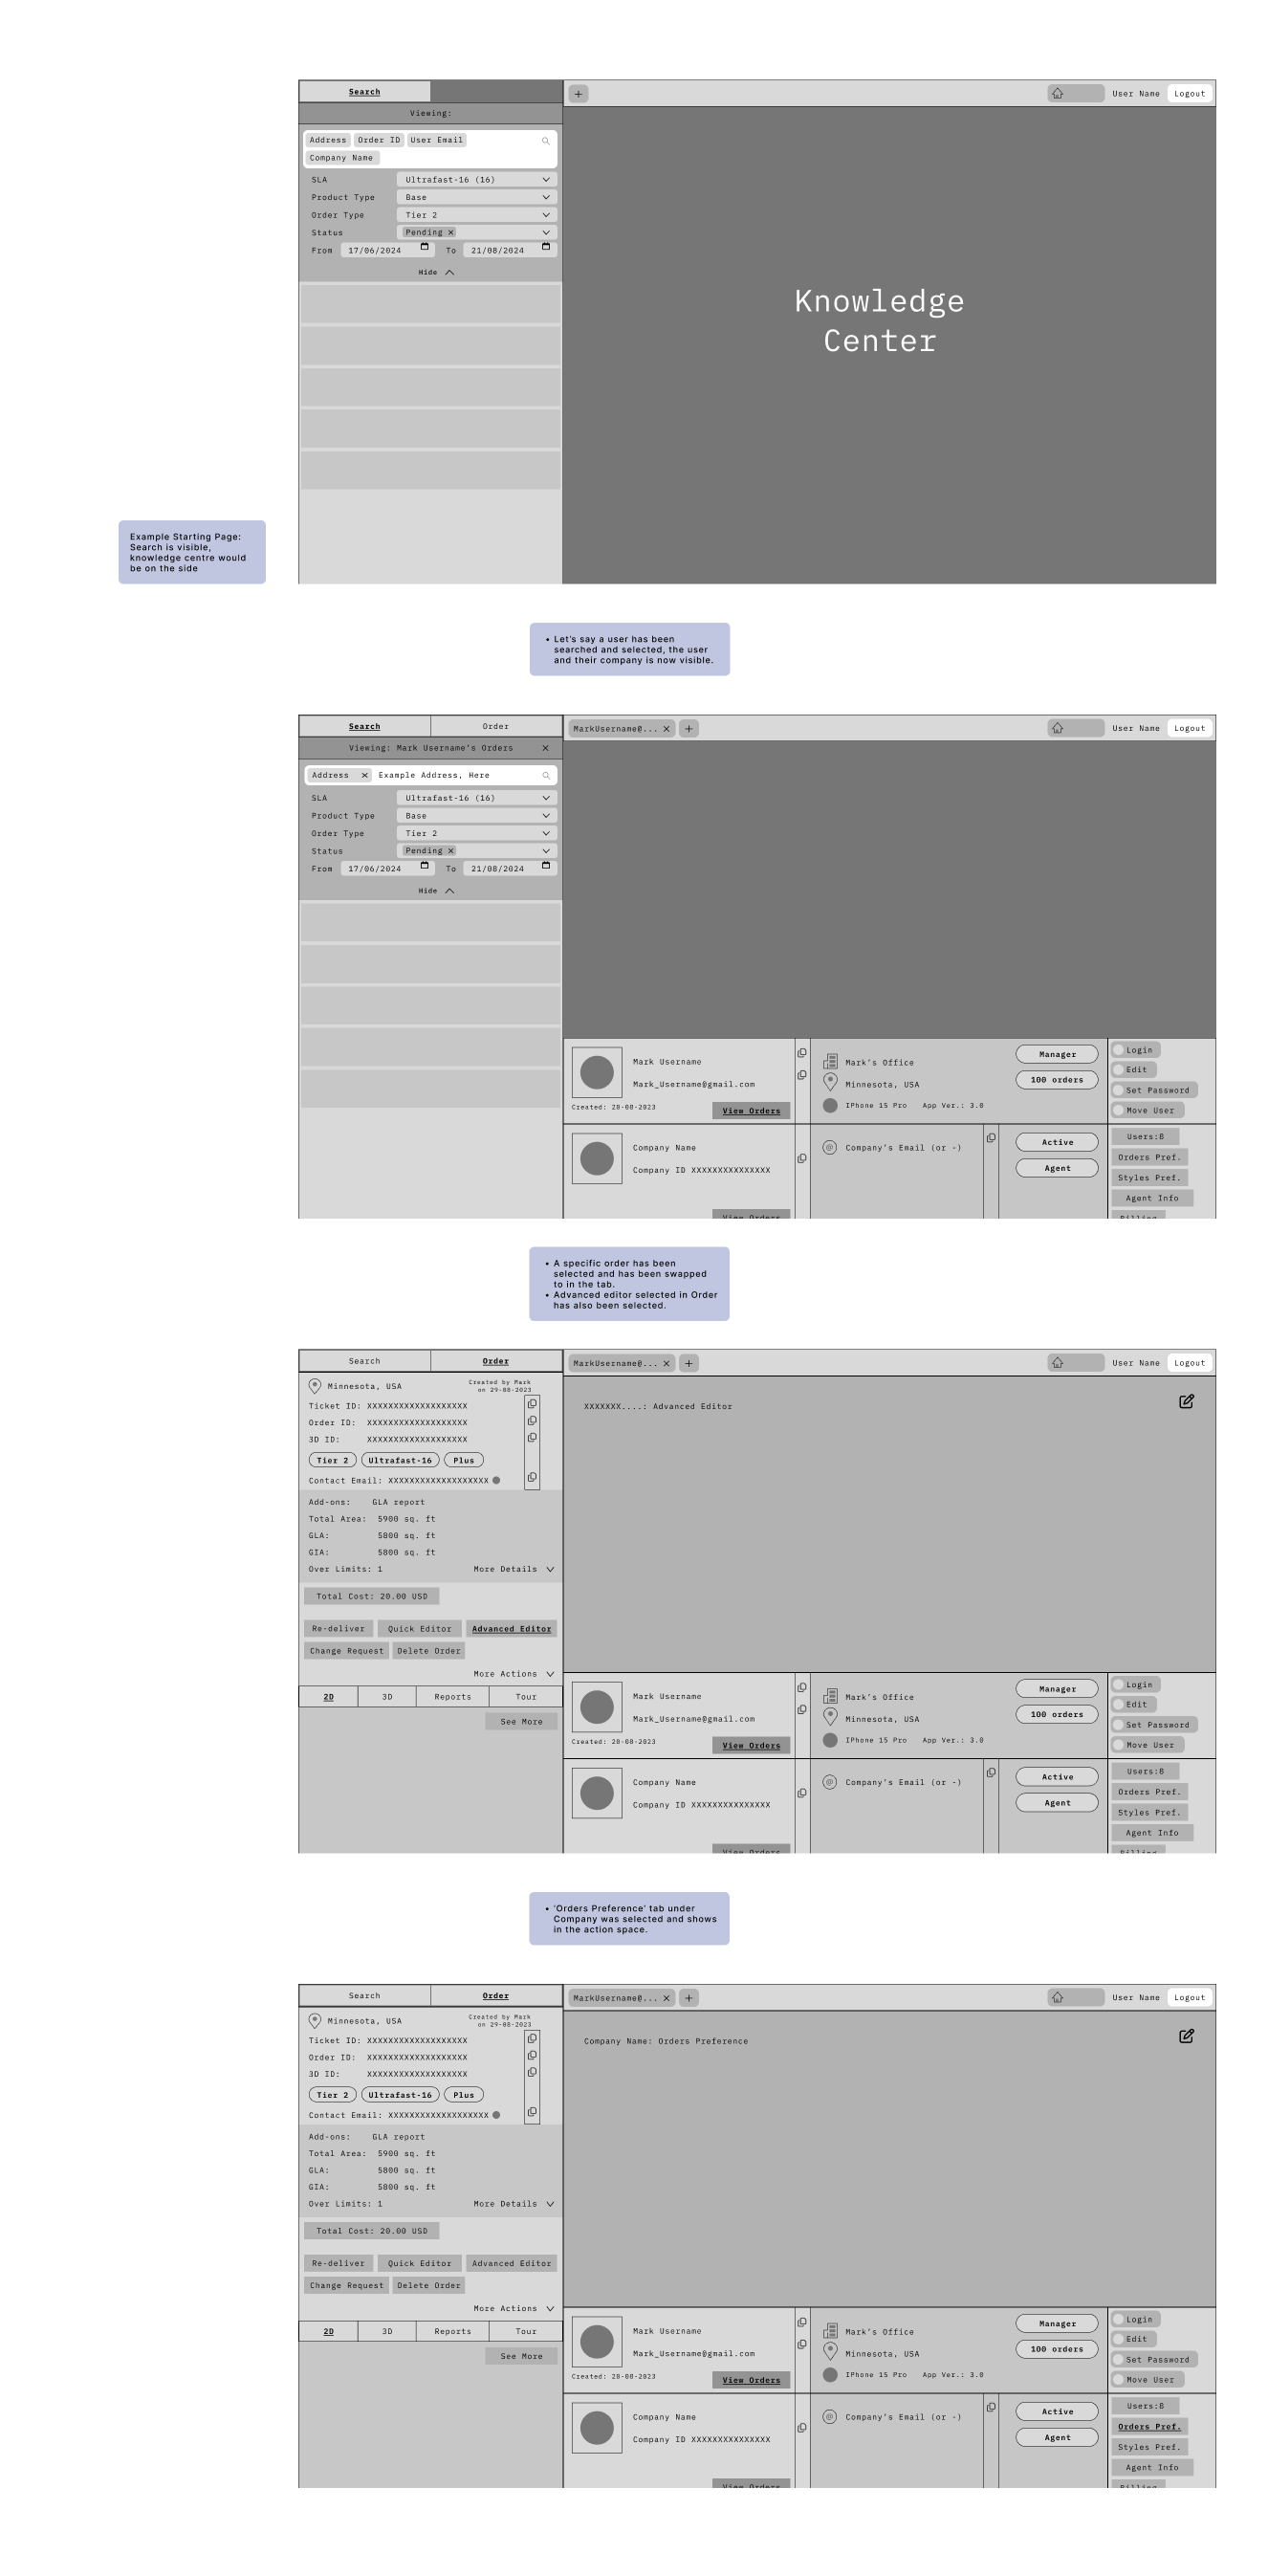 Search
Viewing:
+
User Name
Logout
Address Order ID User Email
Company Name
SLA Ultrafast-16 (16)
Product Type Base
Order Type Tier 2
Status Pending ×
From 17/06/2024 To 21/08/2024
Hide
Knowledge
Center
Example Starting Page:
Search is visible,
knowledge centre would
be on the side
• Let's say a user has been
searched and selected, the user
and their company is now visible.
Search Order
MarkUsername@... × +
User Name
Logout
Viewing: Mark Username's Orders ×
Address × Example Address, Here
SLA Ultrafast-16 (16)
Product Type Base
Order Type Tier 2
Status Pending ×
From 17/06/2024 To 21/08/2024
Hide
Mark Username
Mark_Username@gmail.com
Created: 20-08-2023
View Orders
Mark's Office
Minnesota, USA
IPhone 15 Pro App Ver.: 3.0
Manager
100 orders
Login
Edit
Set Password
Move User
Company Name
Company ID XXXXXXXXXXXXXXX
View Orders
@ Company's Email (or -)
Active
Agent
Users:8
Orders Pref.
Styles Pref.
Agent Info
Billing
• A specific order has been
selected and has been swapped
to in the tab.
• Advanced editor selected in Order
has also been selected.
Search Order
MarkUsername@... × +
User Name
Logout
Minnesota, USA
Created by Mark
on 29-08-2023
Ticket ID: XXXXXXXXXXXXXXXXXXX
Order ID: XXXXXXXXXXXXXXXXXXX
3D ID: XXXXXXXXXXXXXXXXXXX
Tier 2 Ultrafast-16 Plus
Contact Email: XXXXXXXXXXXXXXXXXXX
Add-ons: GLA report
Total Area: 5900 sq. ft
GLA: 5800 sq. ft
GIA: 5800 sq. ft
Over Limits: 1 More Details
Total Cost: 20.00 USD
Re-deliver Quick Editor Advanced Editor
Change Request Delete Order
More Actions
2D 3D Reports Tour
See More
XXXXXXX....: Advanced Editor
Mark Username
Mark_Username@gmail.com
Created: 20-08-2023
View Orders
Mark's Office
Minnesota, USA
IPhone 15 Pro App Ver.: 3.0
Manager
100 orders
Login
Edit
Set Password
Move User
Company Name
Company ID XXXXXXXXXXXXXXX
View Orders
@ Company's Email (or -)
Active
Agent
Users:8
Orders Pref.
Styles Pref.
Agent Info
Billing
• 'Orders Preference' tab under
Company was selected and shows
in the action space.
Search Order
MarkUsername@... × +
User Name
Logout
Minnesota, USA
Created by Mark
on 29-08-2023
Ticket ID: XXXXXXXXXXXXXXXXXXX
Order ID: XXXXXXXXXXXXXXXXXXX
3D ID: XXXXXXXXXXXXXXXXXXX
Tier 2 Ultrafast-16 Plus
Contact Email: XXXXXXXXXXXXXXXXXXX
Add-ons: GLA report
Total Area: 5900 sq. ft
GLA: 5800 sq. ft
GIA: 5800 sq. ft
Over Limits: 1 More Details
Total Cost: 20.00 USD
Re-deliver Quick Editor Advanced Editor
Change Request Delete Order
More Actions
2D 3D Reports Tour
See More
Company Name: Orders Preference
Mark Username
Mark_Username@gmail.com
Created: 20-08-2023
View Orders
Mark's Office
Minnesota, USA
IPhone 15 Pro App Ver.: 3.0
Manager
100 orders
Login
Edit
Set Password
Move User
Company Name
Company ID XXXXXXXXXXXXXXX
View Orders
@ Company's Email (or -)
Active
Agent
Users:8
Orders Pref.
Styles Pref.
Agent Info
Billing